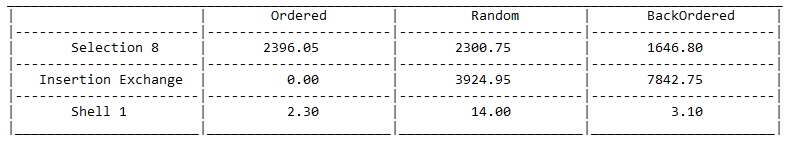 Ordered Random BackOrdered
Selection 8 2396.05 2300.75 1646.80
Insertion Exchange 0.00 3924.95 7842.75
Shell 1 2.30 14.00 3.10